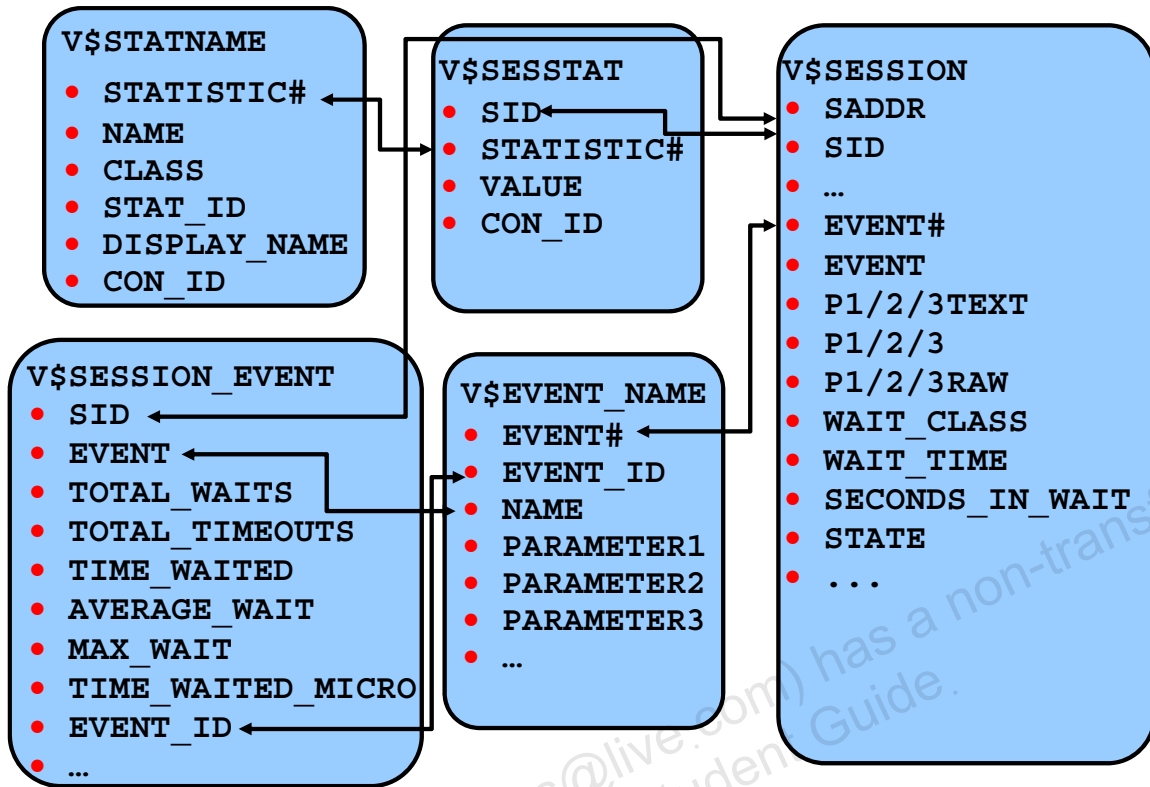 V$STATNAME
STATISTIC#
NAME
CLASS
STAT_ID
DISPLAY_NAME
CON_ID
V$SESSTAT
SID
STATISTIC#
VALUE
CON_ID
V$SESSION
SADDR
SID
…
EVENT#
EVENT
P1/2/3TEXT
P1/2/3
P1/2/3RAW
WAIT_CLASS
WAIT_TIME
SECONDS_IN_WAIT
STATE
...
V$SESSION_EVENT
SID
EVENT
TOTAL_WAITS
TOTAL_TIMEOUTS
TIME_WAITED
AVERAGE_WAIT
MAX_WAIT
TIME_WAITED_MICRO
EVENT_ID
…
V$EVENT_NAME
EVENT#
EVENT_ID
NAME
PARAMETER1
PARAMETER2
PARAMETER3
…
@live.com) has a non-trans
Guide.